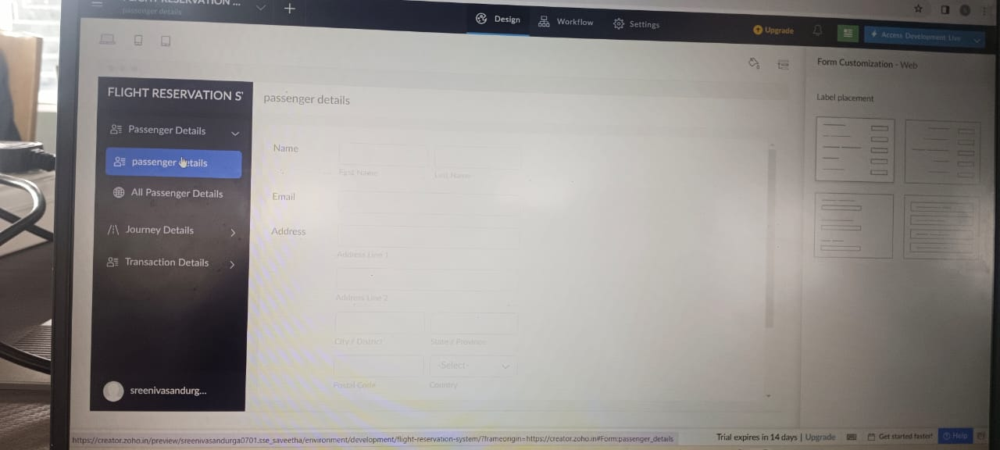 FLIGHT RESERVATION ...
passenger details
Design
Workflow
Settings
Upgrade
Access Development Live
Form Customization - Web
Label placement
FLIGHT RESERVATION S
Passenger Details
passenger details
All Passenger Details
Journey Details
Transaction Details
sreenivasandurg...
passenger details
Name
First Name
Last Name
Email
Address
Address Line 1
Address Line 2
City / District
State / Province
-Select-
Postal Code
Country
https://creator.zoho.in/preview/sreenivasandurga0701.sse_saveetha/environment/development/flight-reservation-system/?frameorigin=https://creator.zoho.in#Form:passenger_details
Trial expires in 14 days | Upgrade
Get started faster!
Help